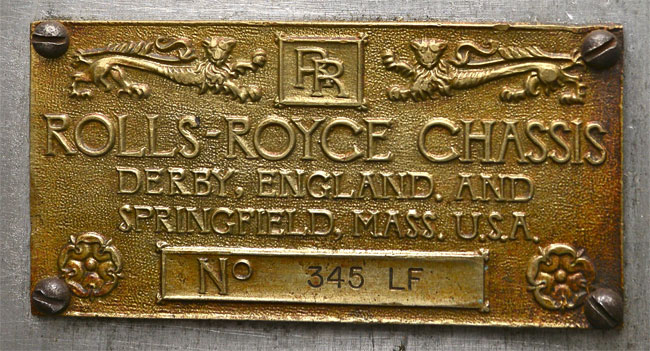 RR
ROLLS-ROYCE CHASSIS
DERBY, ENGLAND. AND
SPRINGFIELD, MASS. U.S.A.
No 345 LF